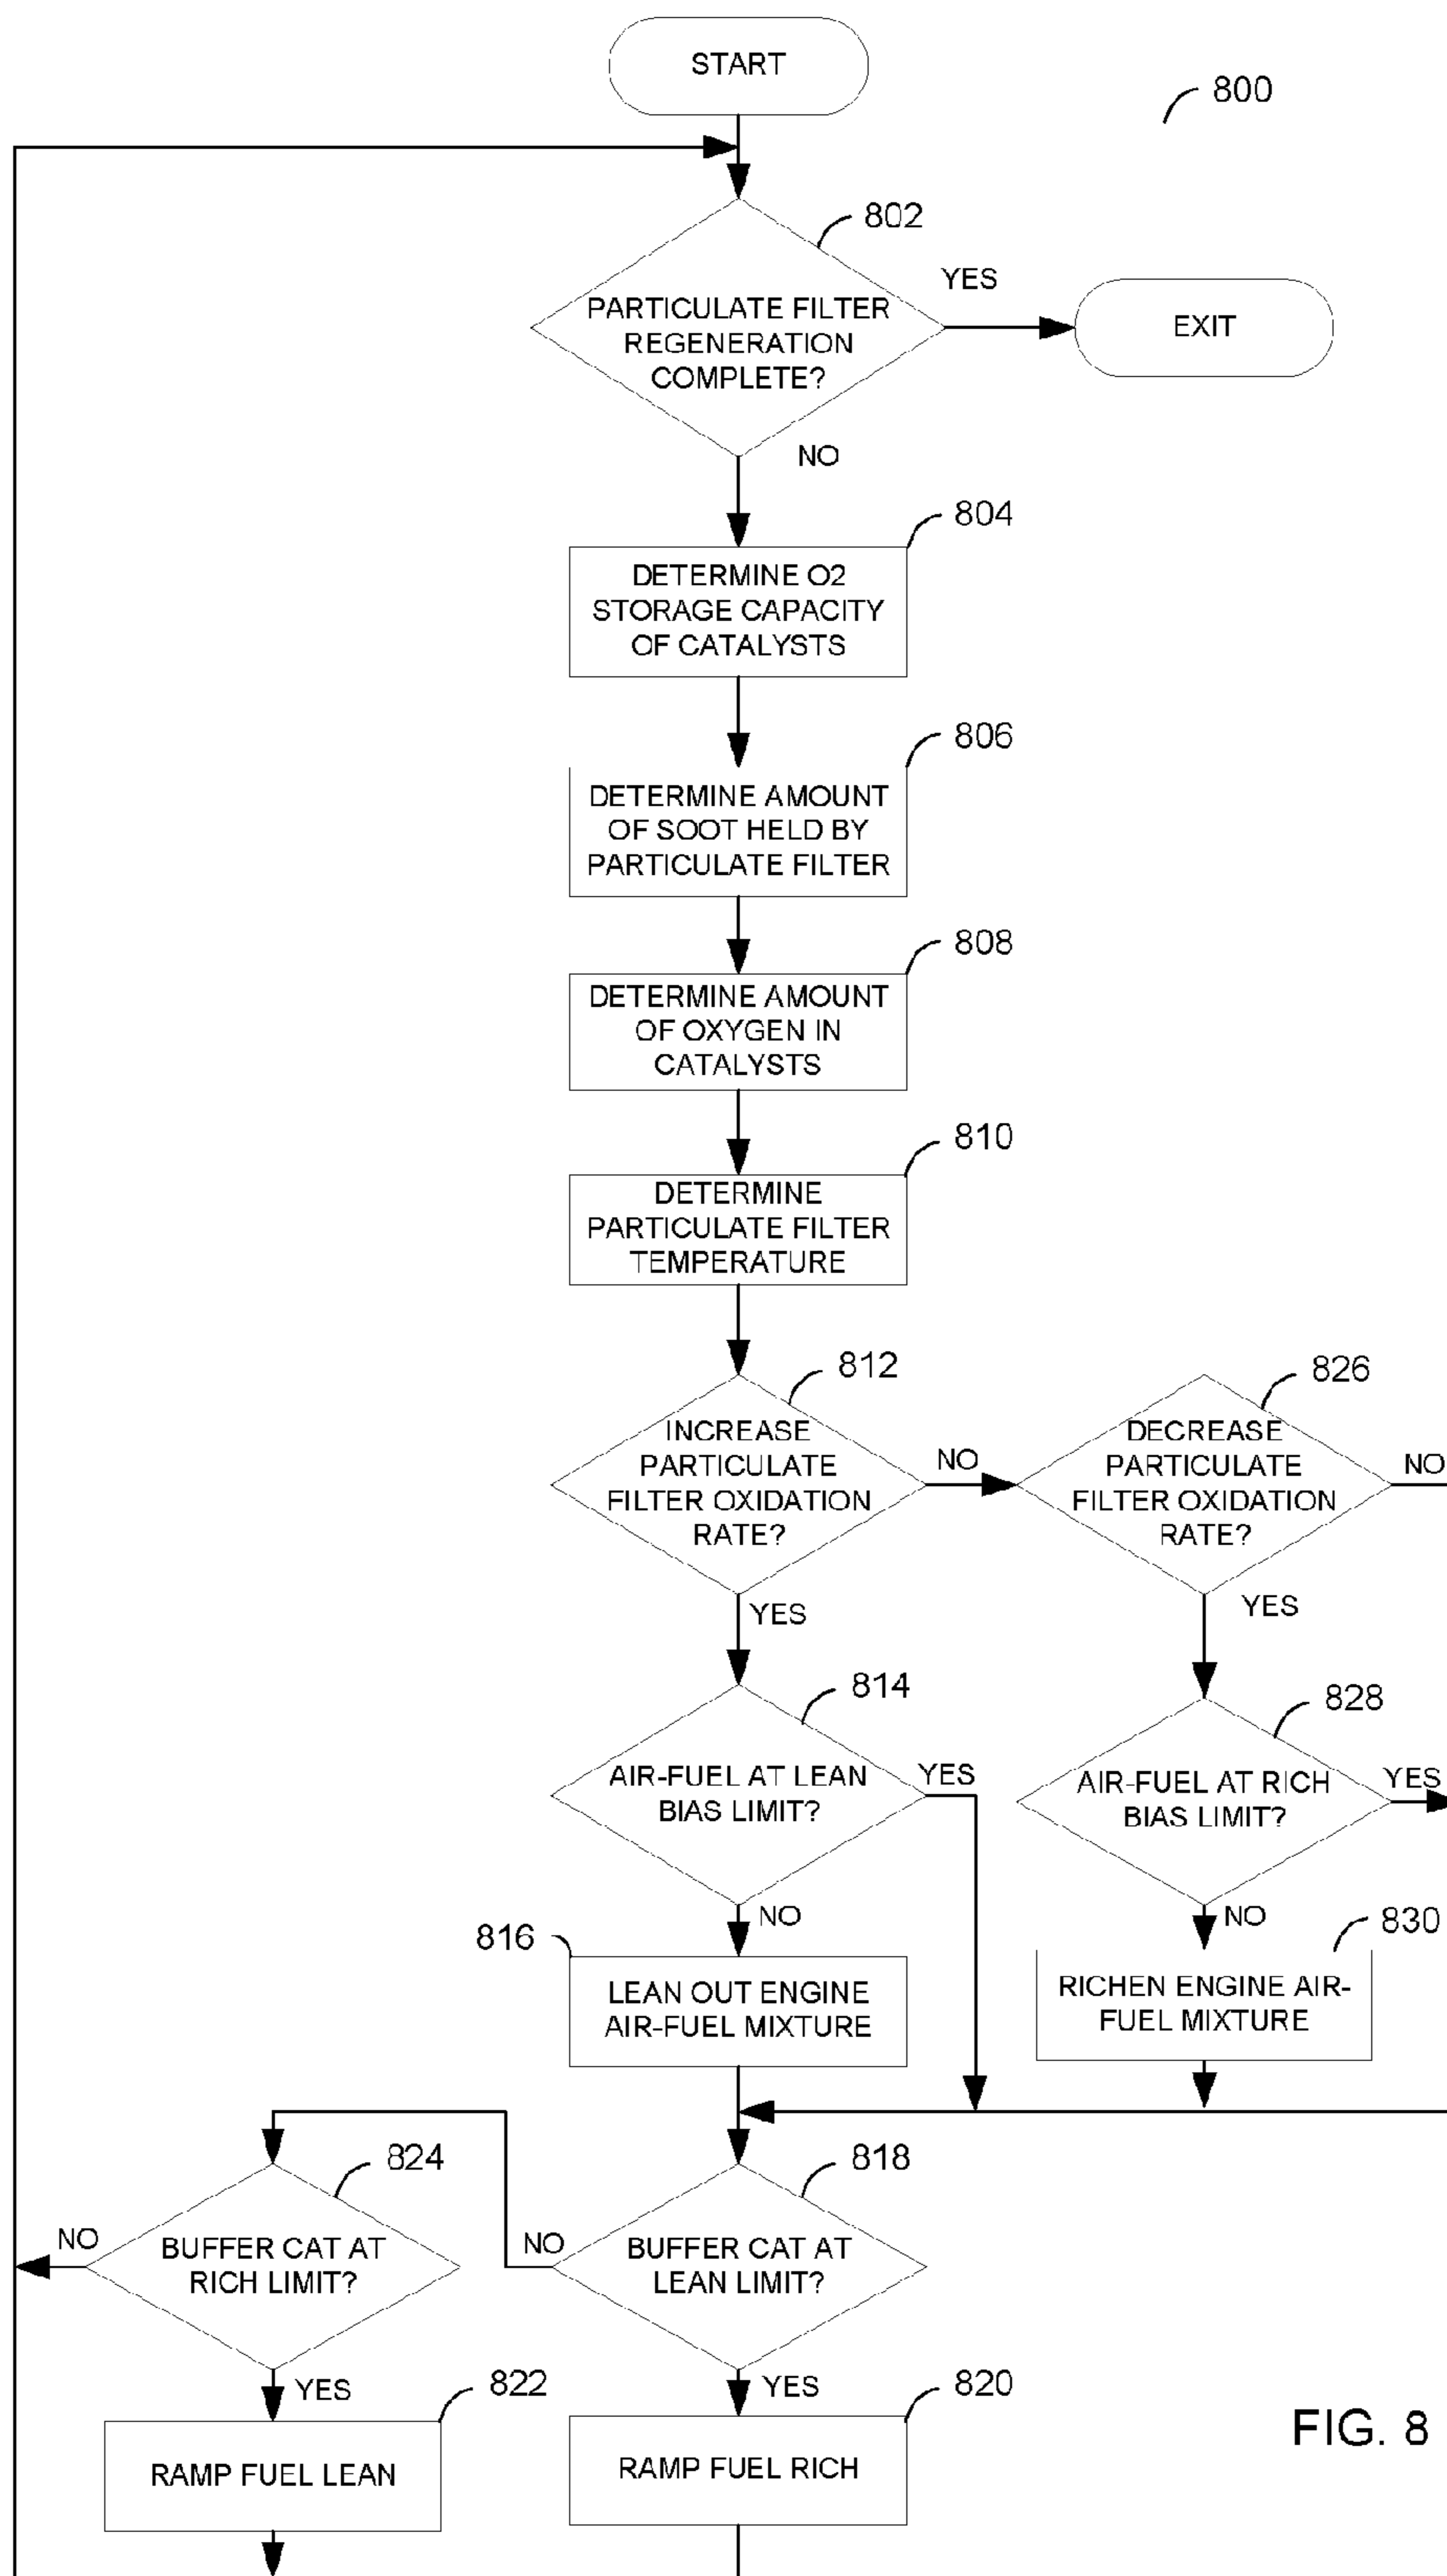 START
800
802
YES
PARTICULATE FILTER
REGENERATION
COMPLETE?
EXIT
NO
804
DETERMINE O2
STORAGE CAPACITY
OF CATALYSTS
806
DETERMINE AMOUNT
OF SOOT HELD BY
PARTICULATE FILTER
808
DETERMINE AMOUNT
OF OXYGEN IN
CATALYSTS
810
DETERMINE
PARTICULATE FILTER
TEMPERATURE
812
INCREASE
PARTICULATE
FILTER OXIDATION
RATE?
NO
826
DECREASE
PARTICULATE
FILTER OXIDATION
RATE?
NO
YES
YES
814
AIR-FUEL AT LEAN
BIAS LIMIT?
YES
828
AIR-FUEL AT RICH
BIAS LIMIT?
YES
NO
NO
816
LEAN OUT ENGINE
AIR-FUEL MIXTURE
830
RICHEN ENGINE AIR-
FUEL MIXTURE
824
BUFFER CAT AT
RICH LIMIT?
NO
818
BUFFER CAT AT
LEAN LIMIT?
NO
YES
YES
822
RAMP FUEL LEAN
820
RAMP FUEL RICH
FIG. 8